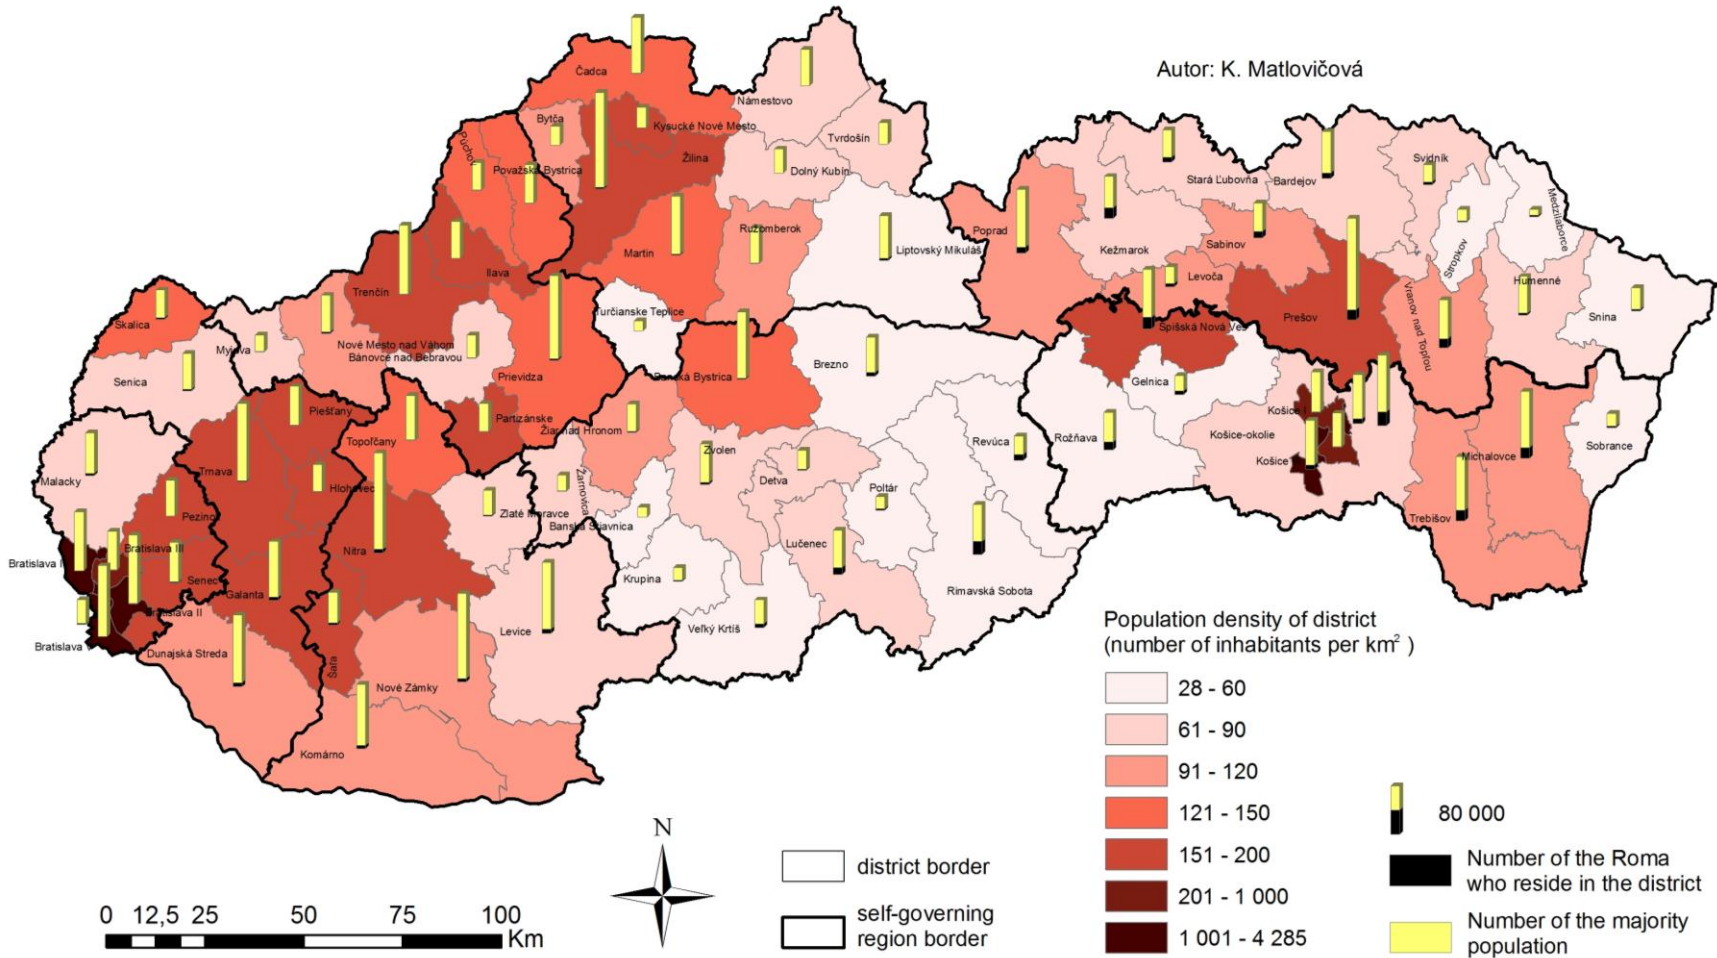 Autor: K. Matlovičová
Čadca
Námestovo
Bytča
Kysucké Nové Mesto
Tvrdošín
Púchov
Považská Bystrica
Žilina
Dolný Kubín
Stará Ľubovňa
Bardejov
Svidník
Medzilaborce
Stropkov
Ružomberok
Liptovský Mikuláš
Poprad
Kežmarok
Sabinov
Martin
Ilava
Trenčín
Levoča
Humenné
Vranov nad Topľou
Snina
Skalica
Turčianske Teplice
Spišská Nová Ves
Prešov
Myjava
Nové Mesto nad Váhom
Bánovce nad Bebravou
Prievidza
Banská Bystrica
Brezno
Gelnica
Senica
Piešťany
Partizánske
Košice I
Topoľčany
Žiar nad Hronom
Revúca
Rožňava
Košice-okolie
Sobrance
Michalovce
Zvolen
Košice
Trnava
Malacky
Hlohovec
Detva
Poltár
Žarnovica
Zlaté Moravce
Pezinok
Banská Štiavnica
Trebišov
Lučenec
Bratislava III
Nitra
Bratislava I
Senec
Krupina
Galanta
Rimavská Sobota
Bratislava II
Levice
Veľký Krtíš
Bratislava V
Dunajská Streda
Šaľa
Nové Zámky
Komárno
Population density of district
(number of inhabitants per km² )
28 - 60
61 - 90
91 - 120
121 - 150
151 - 200
201 - 1 000
1 001 - 4 285
80 000
Number of the Roma
who reside in the district
Number of the majority
population
N
district border
self-governing
region border
0 12,5 25 50 75 100
Km